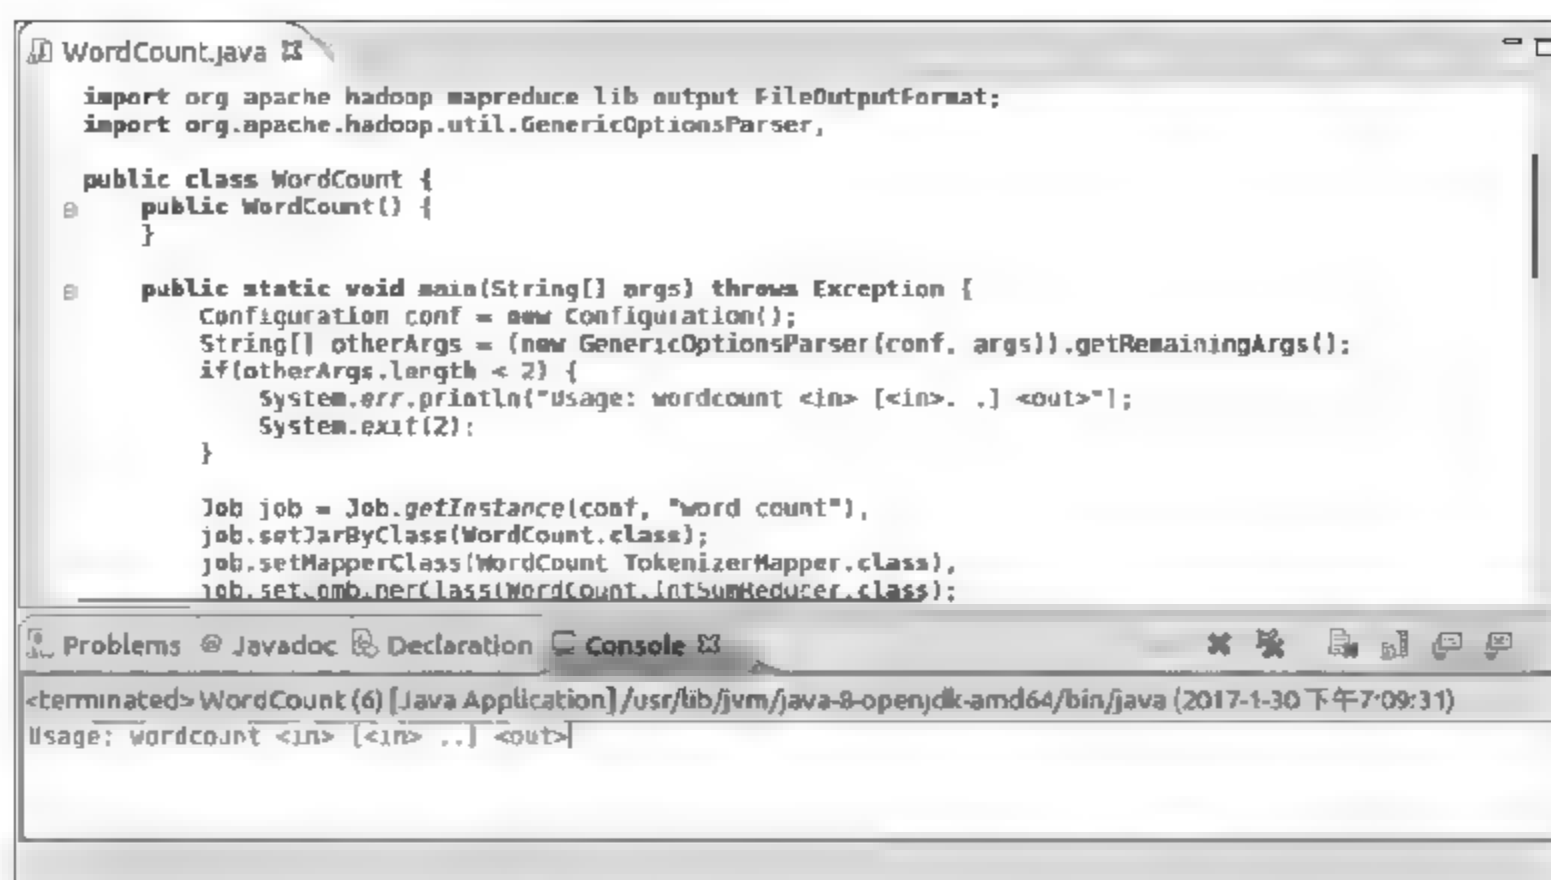 WordCount.java
import org apache hadoop mapreduce lib output FileOutputFormat;
import org.apache.hadoop.util.GenericOptionsParser,
public class WordCount {
public WordCount() {
}
public static void main(String[] args) throws Exception {
Configuration conf = new Configuration();
String[] otherArgs = (new GenericOptionsParser(conf, args)).getRemainingArgs();
if(otherArgs.length < 2) {
System.err.println("Usage: wordcount <in> [<in>. .] <out>");
System.exit(2);
}
Job job = Job.getInstance(conf, "word count"),
job.setJarByClass(WordCount.class);
job.setMapperClass(WordCount TokenizerMapper.class),
job.setCombinerClass(WordCount.IntSumReducer.class);
Problems @ Javadoc Declaration Console
<terminated> WordCount (6) [Java Application] /usr/lib/jvm/java-8-openjdk-amd64/bin/java (2017-1-30 下午7:09:31)
Usage: wordcount <in> [<in> ..] <out>